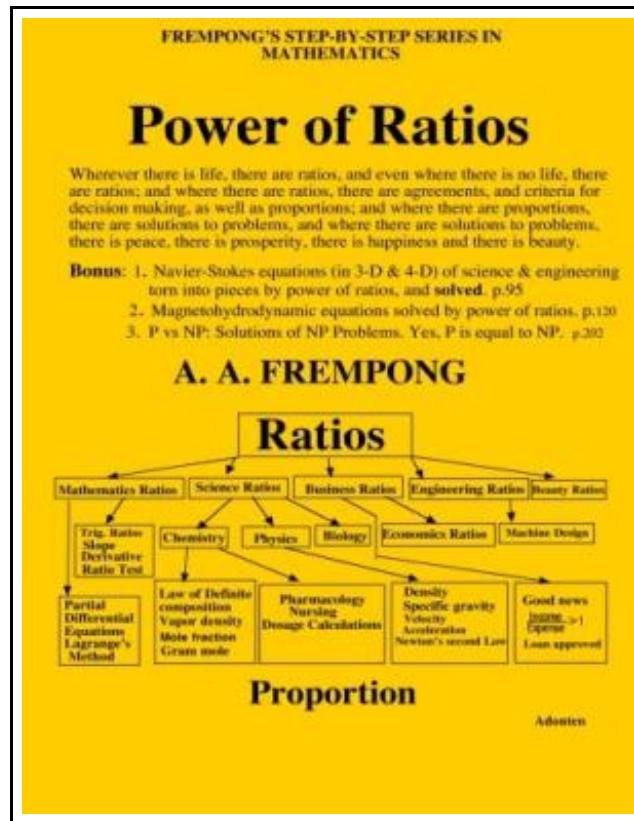 FREMPONG'S STEP-BY-STEP SERIES IN
MATHEMATICS
Power of Ratios
Wherever there is life, there are ratios, and even where there is no life, there
are ratios; and where there are ratios, there are agreements, and criteria for
decision making, as well as proportions; and where there are proportions,
there are solutions to problems, and where there are solutions to problems,
there is peace, there is prosperity, there is happiness and there is beauty.
Bonus: 1. Navier-Stokes equations (in 3-D & 4-D) of science & engineering
torn into pieces by power of ratios, and solved. p.95
2. Magnetohydrodynamic equations solved by power of ratios. p.120
3. P vs NP: Solutions of NP Problems. Yes, P is equal to NP. p.202
A. A. FREMPONG
Ratios
Mathematics Ratios
Science Ratios
Business Ratios
Engineering Ratios
Beauty Ratios
Trig. Ratios
Slope
Derivative
Ratio Test
Chemistry
Physics
Biology
Economics Ratios
Machine Design
Partial
Differential
Equations
Lagrange's
Method
Law of Definite
composition
Vapor density
Mole fraction
Gram mole
Pharmacology
Nursing
Dosage Calculations
Density
Specific gravity
Velocity
Acceleration
Newton's second Law
Good news
Income
Expense >1
Loan approved
Proportion
Adonten